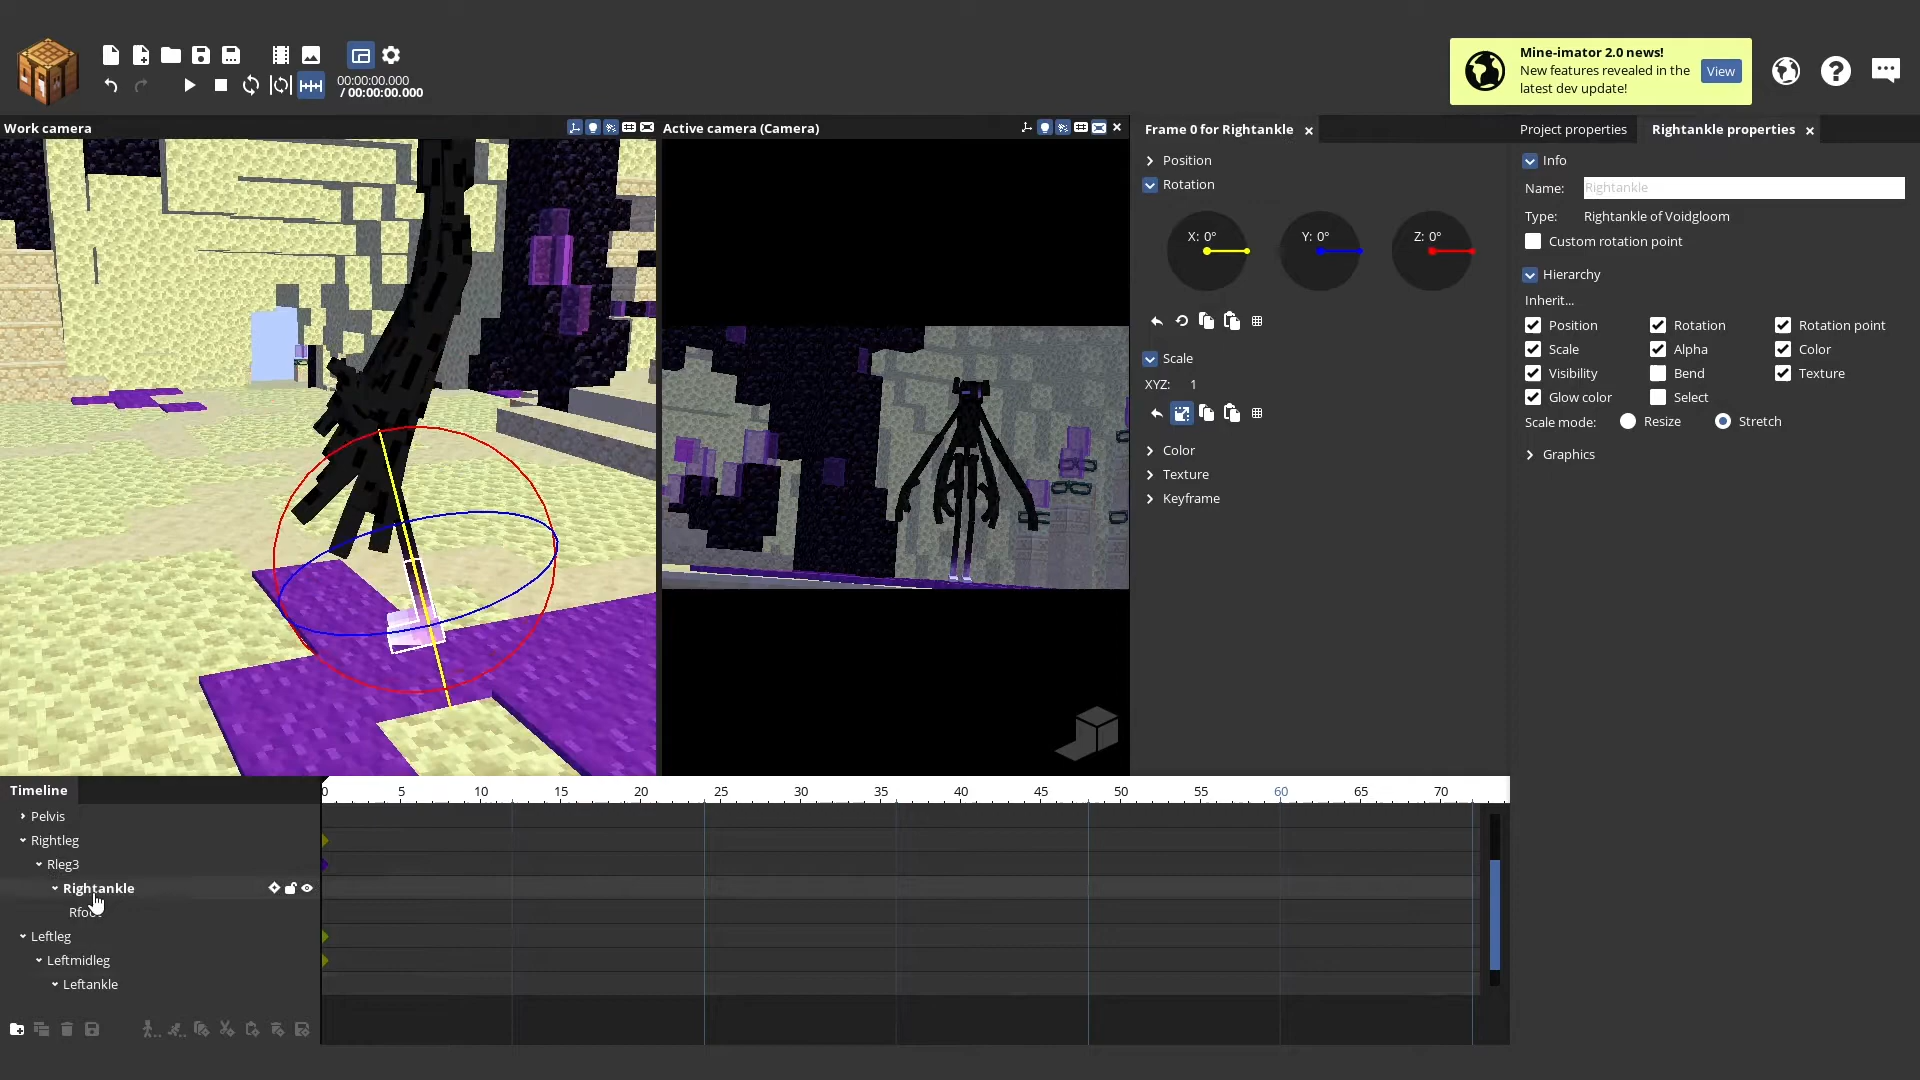 00:00:00.000
/ 00:00:00.000
Mine-imator 2.0 news!
New features revealed in the
latest dev update!
View
Work camera
Active camera (Camera)
Frame 0 for Rightankle
Position
Rotation
X: 0°
Y: 0°
Z: 0°
Scale
XYZ: 1
Color
Texture
Keyframe
Project properties
Rightankle properties
Info
Name: Rightankle
Type: Rightankle of Voidgloom
Custom rotation point
Hierarchy
Inherit...
Position Rotation Rotation point
Scale Alpha Color
Visibility Bend Texture
Glow color Select
Scale mode: Resize Stretch
Graphics
Timeline
0 5 10 15 20 25 30 35 40 45 50 55 60 65 70
Pelvis
Rightleg
Rleg3
Rightankle
Leftleg
Leftmidleg
Leftankle